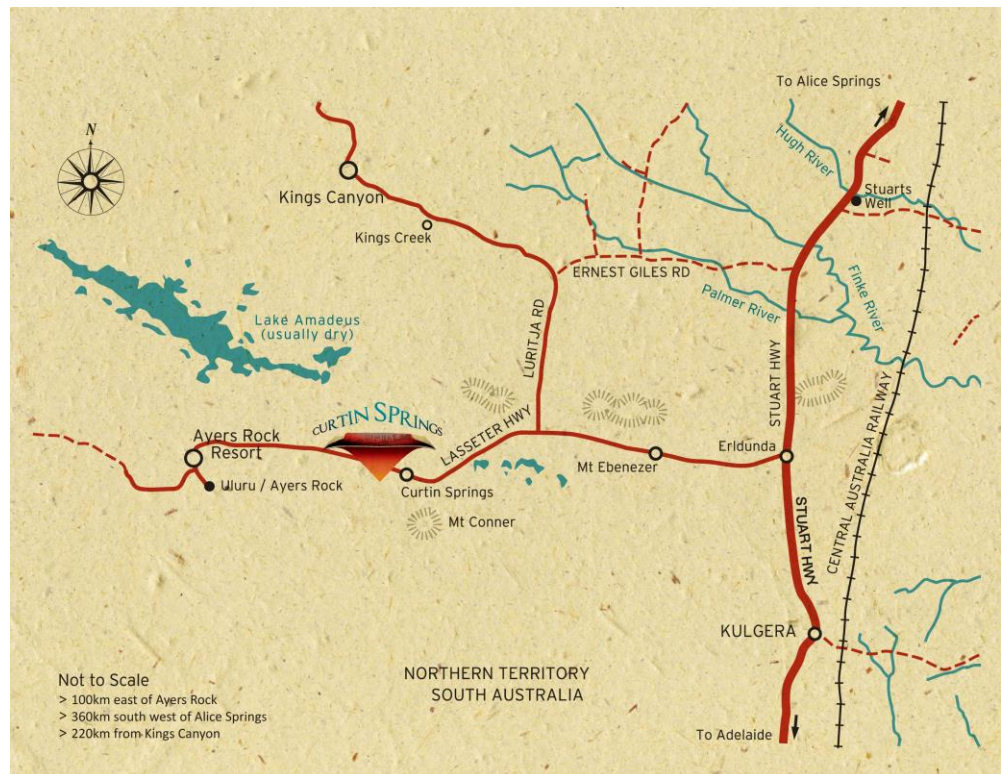 To Alice Springs
N
Hugh River
Kings Canyon
Stuarts
Well
Kings Creek
ERNEST GILES RD
Finke River
Palmer River
Lake Amadeus
(usually dry)
LURITJA RD
STUART HWY
CENTRAL AUSTRALIA RAILWAY
CURTIN SPRINGS
LASSETER HWY
Ayers Rock
Resort
Erldunda
Mt Ebenezer
Uluru / Ayers Rock
Curtin Springs
Mt Conner
STUART HWY
KULGERA
NORTHERN TERRITORY
SOUTH AUSTRALIA
Not to Scale
> 100km east of Ayers Rock
> 360km south west of Alice Springs
> 220km from Kings Canyon
To Adelaide